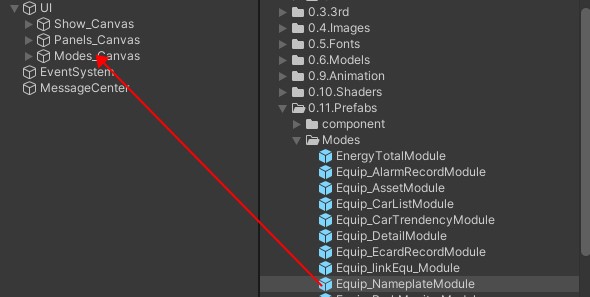 UI
Show_Canvas
Panels_Canvas
Modes_Canvas
EventSystem
MessageCenter
0.3.3rd
0.4.Images
0.5.Fonts
0.6.Models
0.9.Animation
0.10.Shaders
0.11.Prefabs
component
Modes
EnergyTotalModule
Equip_AlarmRecordModule
Equip_AssetModule
Equip_CarListModule
Equip_CarTrendencyModule
Equip_DetailModule
Equip_EcardRecordModule
Equip_linkEqu_Module
Equip_NameplateModule